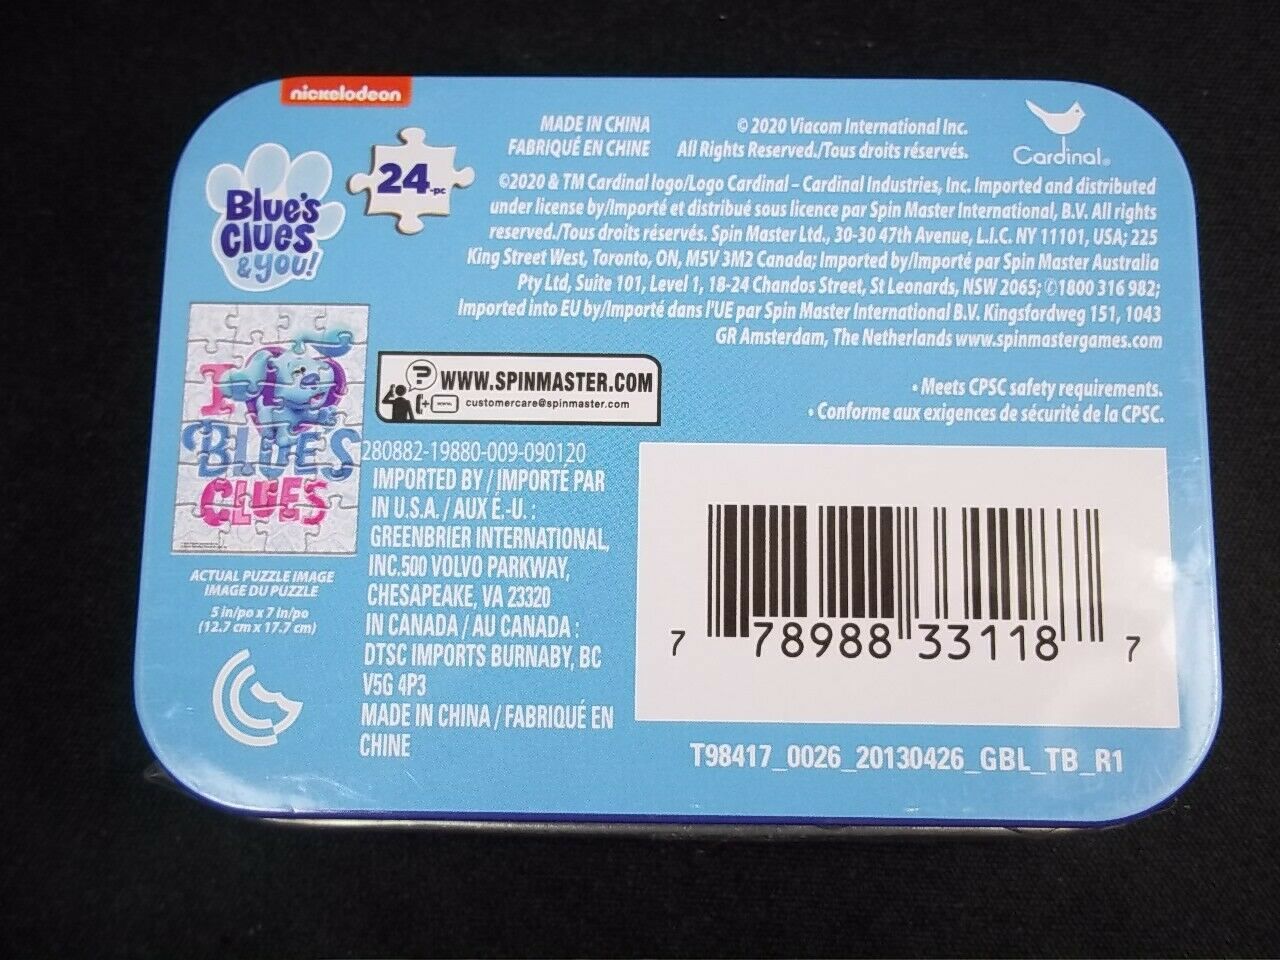 nickelodeon
Blue's
Clues
& you!
24-pc
MADE IN CHINA
FABRIQUÉ EN CHINE
© 2020 Viacom International Inc.
All Rights Reserved./Tous droits réservés.
Cardinal®
©2020 & TM Cardinal logo/Logo Cardinal – Cardinal Industries, Inc. Imported and distributed
under license by/Importé et distribué sous licence par Spin Master International, B.V. All rights
reserved./Tous droits réservés. Spin Master Ltd., 30-30 47th Avenue, L.I.C. NY 11101, USA; 225
King Street West, Toronto, ON, M5V 3M2 Canada; Imported by/Importé par Spin Master Australia
Pty Ltd, Suite 101, Level 1, 18-24 Chandos Street, St Leonards, NSW 2065; ✆1800 316 982;
Imported into EU by/Importé dans l'UE par Spin Master International B.V. Kingsfordweg 151, 1043
GR Amsterdam, The Netherlands www.spinmastergames.com
• Meets CPSC safety requirements.
• Conforme aux exigences de sécurité de la CPSC.
I
BLUE'S
CLUES
ACTUAL PUZZLE IMAGE
IMAGE DU PUZZLE
5 in/po x 7 in/po
(12.7 cm x 17.7 cm)
?
WWW.SPINMASTER.COM
customercare@spinmaster.com
280882-19880-009-090120
IMPORTED BY / IMPORTÉ PAR
IN U.S.A. / AUX É.-U. :
GREENBRIER INTERNATIONAL,
INC.500 VOLVO PARKWAY,
CHESAPEAKE, VA 23320
IN CANADA / AU CANADA :
DTSC IMPORTS BURNABY, BC
V5G 4P3
MADE IN CHINA / FABRIQUÉ EN
CHINE
7 78988 33118 7
T98417_0026_20130426_GBL_TB_R1